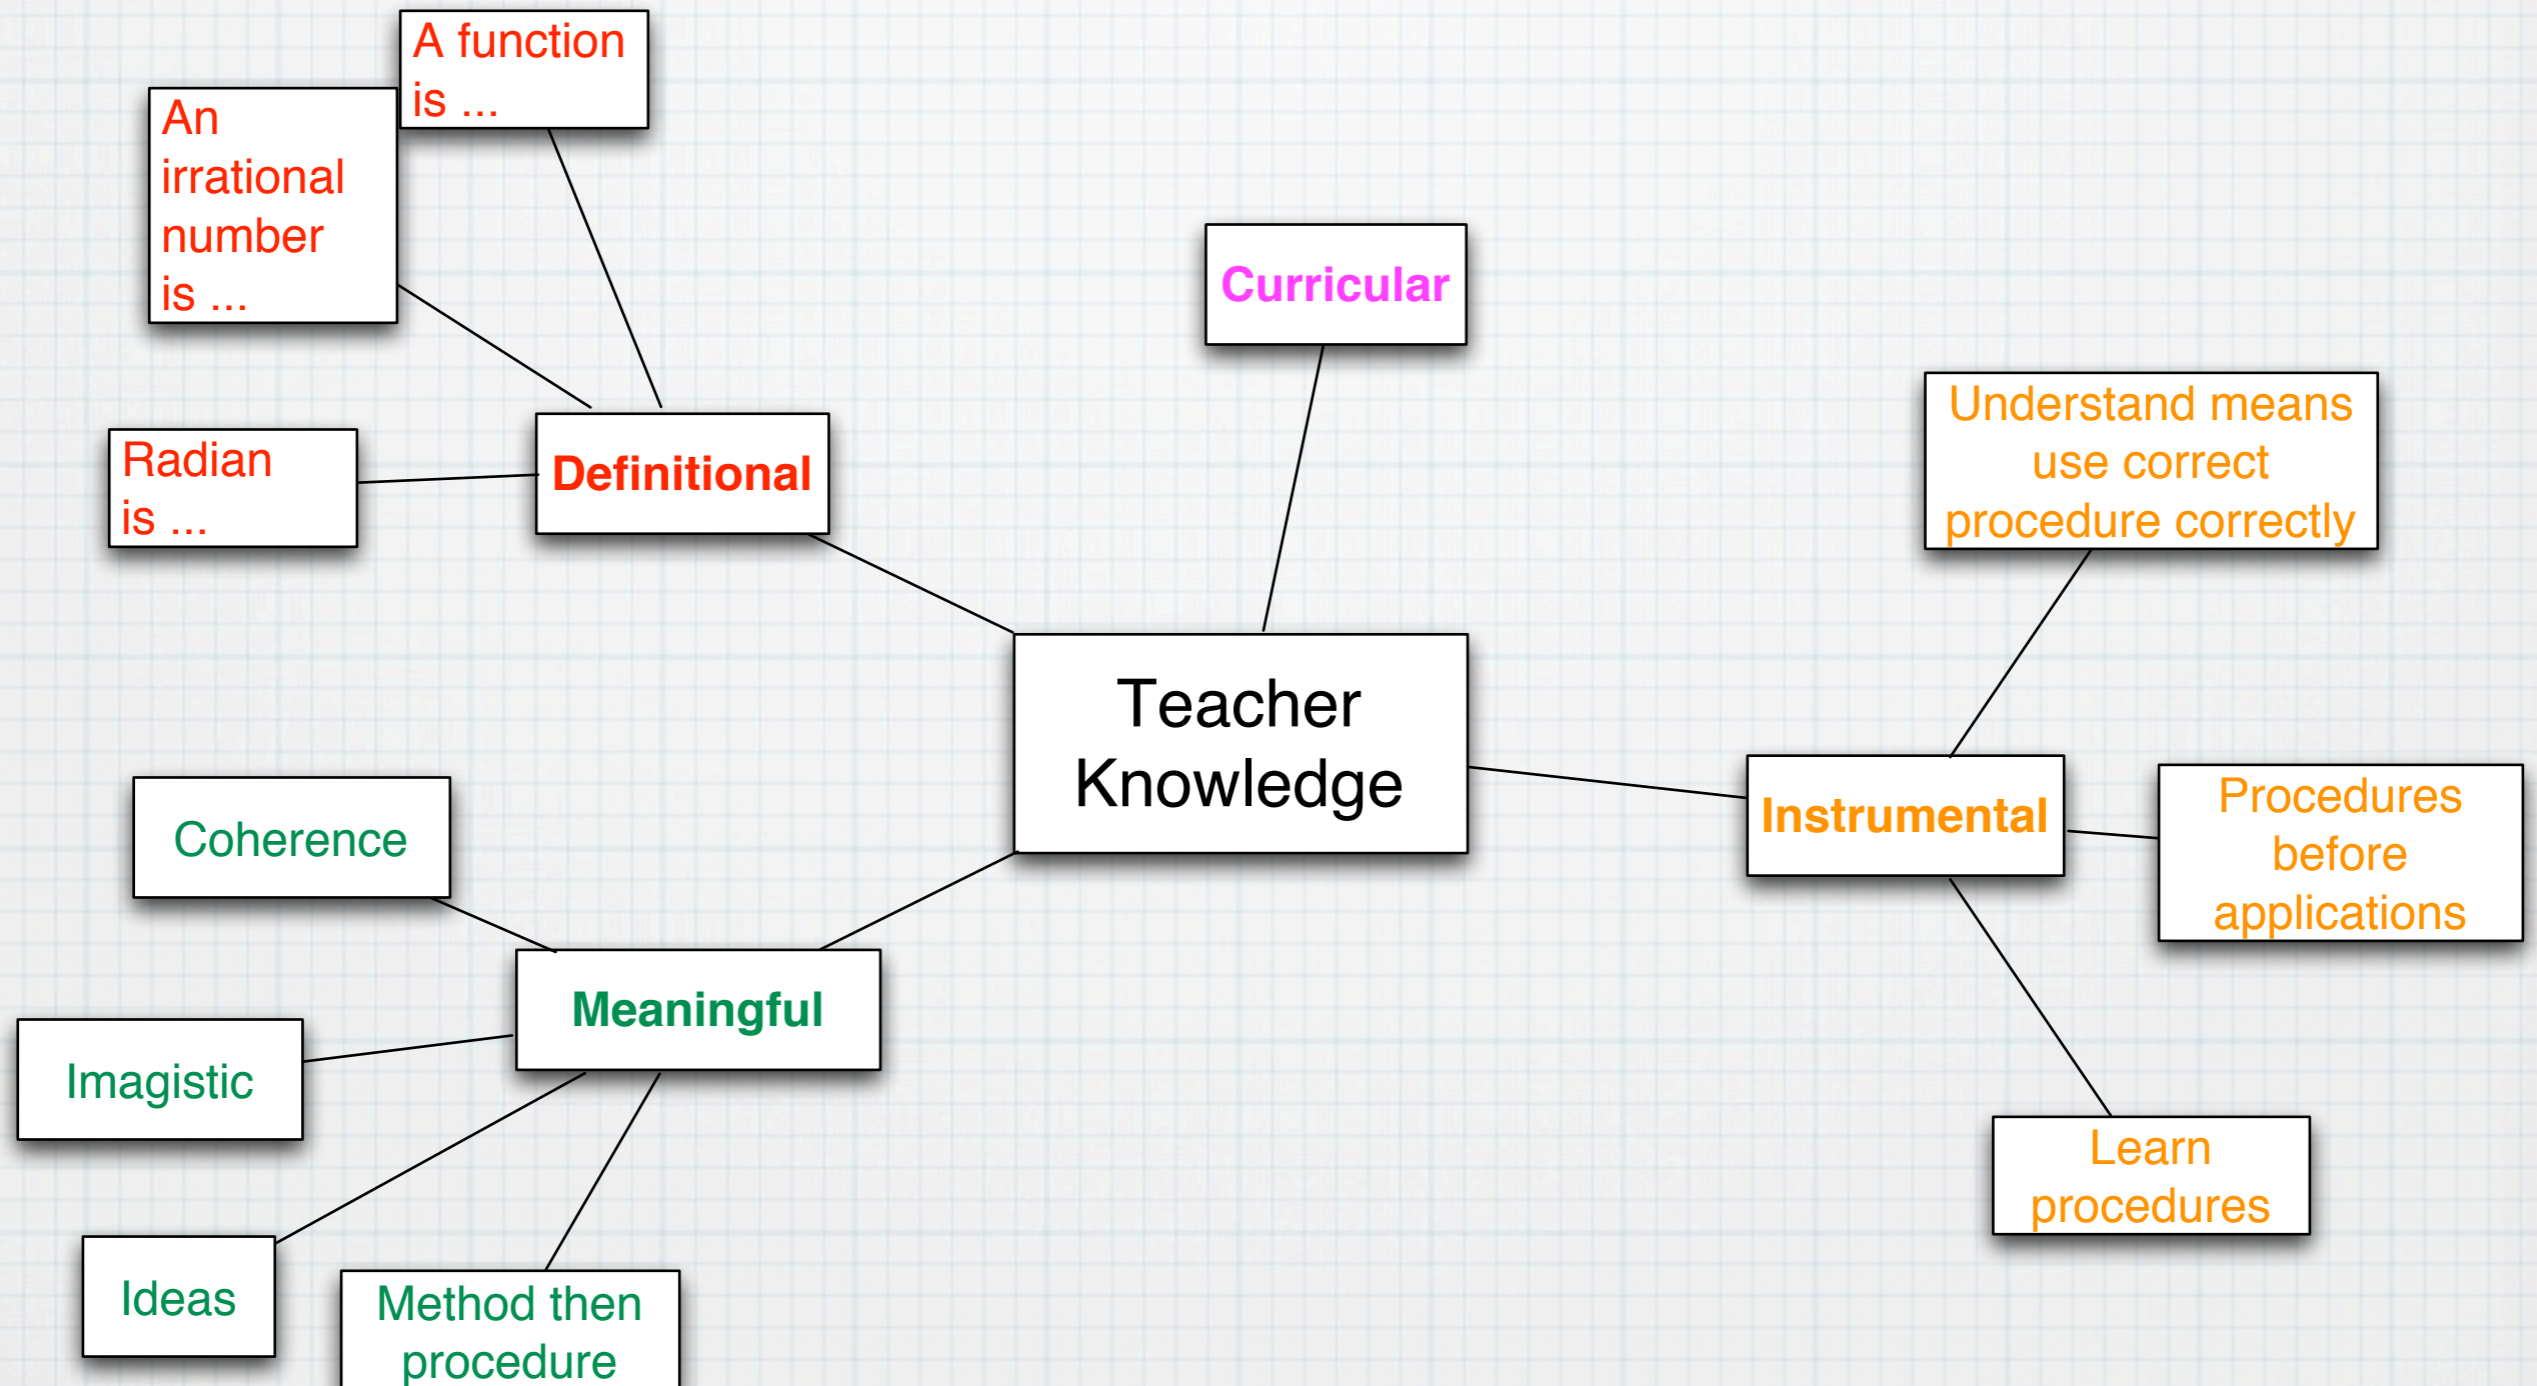 A function
is ...
An
irrational
number
is ...
Radian
is ...
Definitional
Curricular
Understand means
use correct
procedure correctly
Teacher
Knowledge
Instrumental
Procedures
before
applications
Learn
procedures
Coherence
Meaningful
Imagistic
Ideas
Method then
procedure